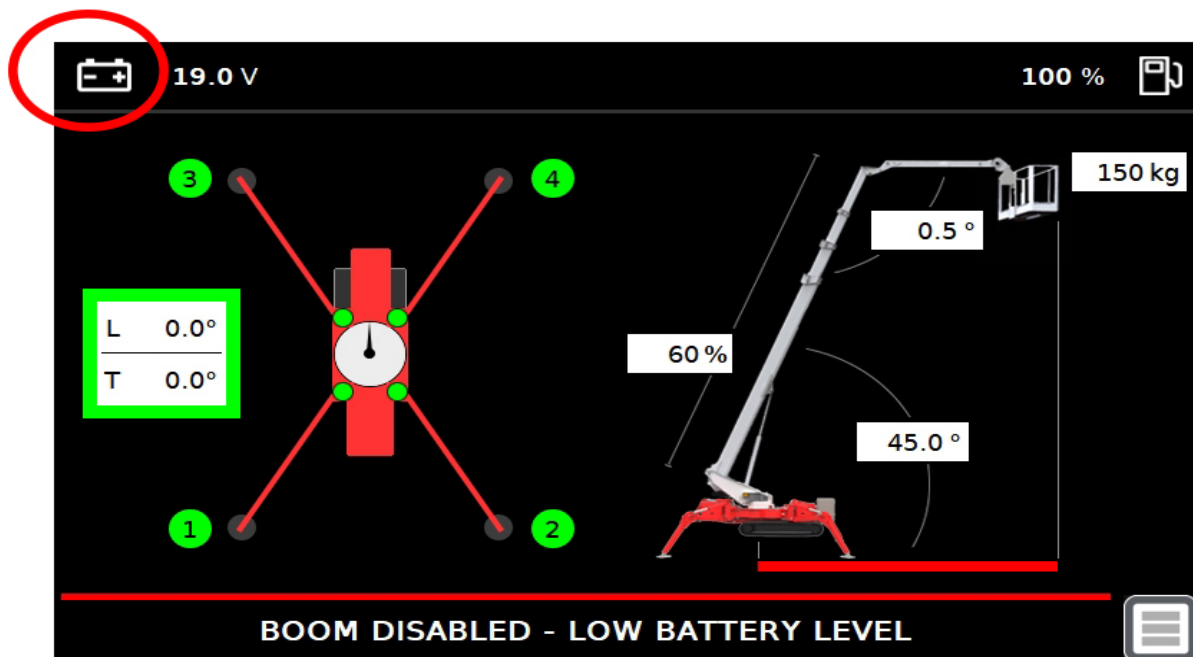 19.0 V
100 %
3
4
150 kg
0.5 °
L 0.0°
T 0.0°
60 %
45.0 °
1
2
BOOM DISABLED - LOW BATTERY LEVEL